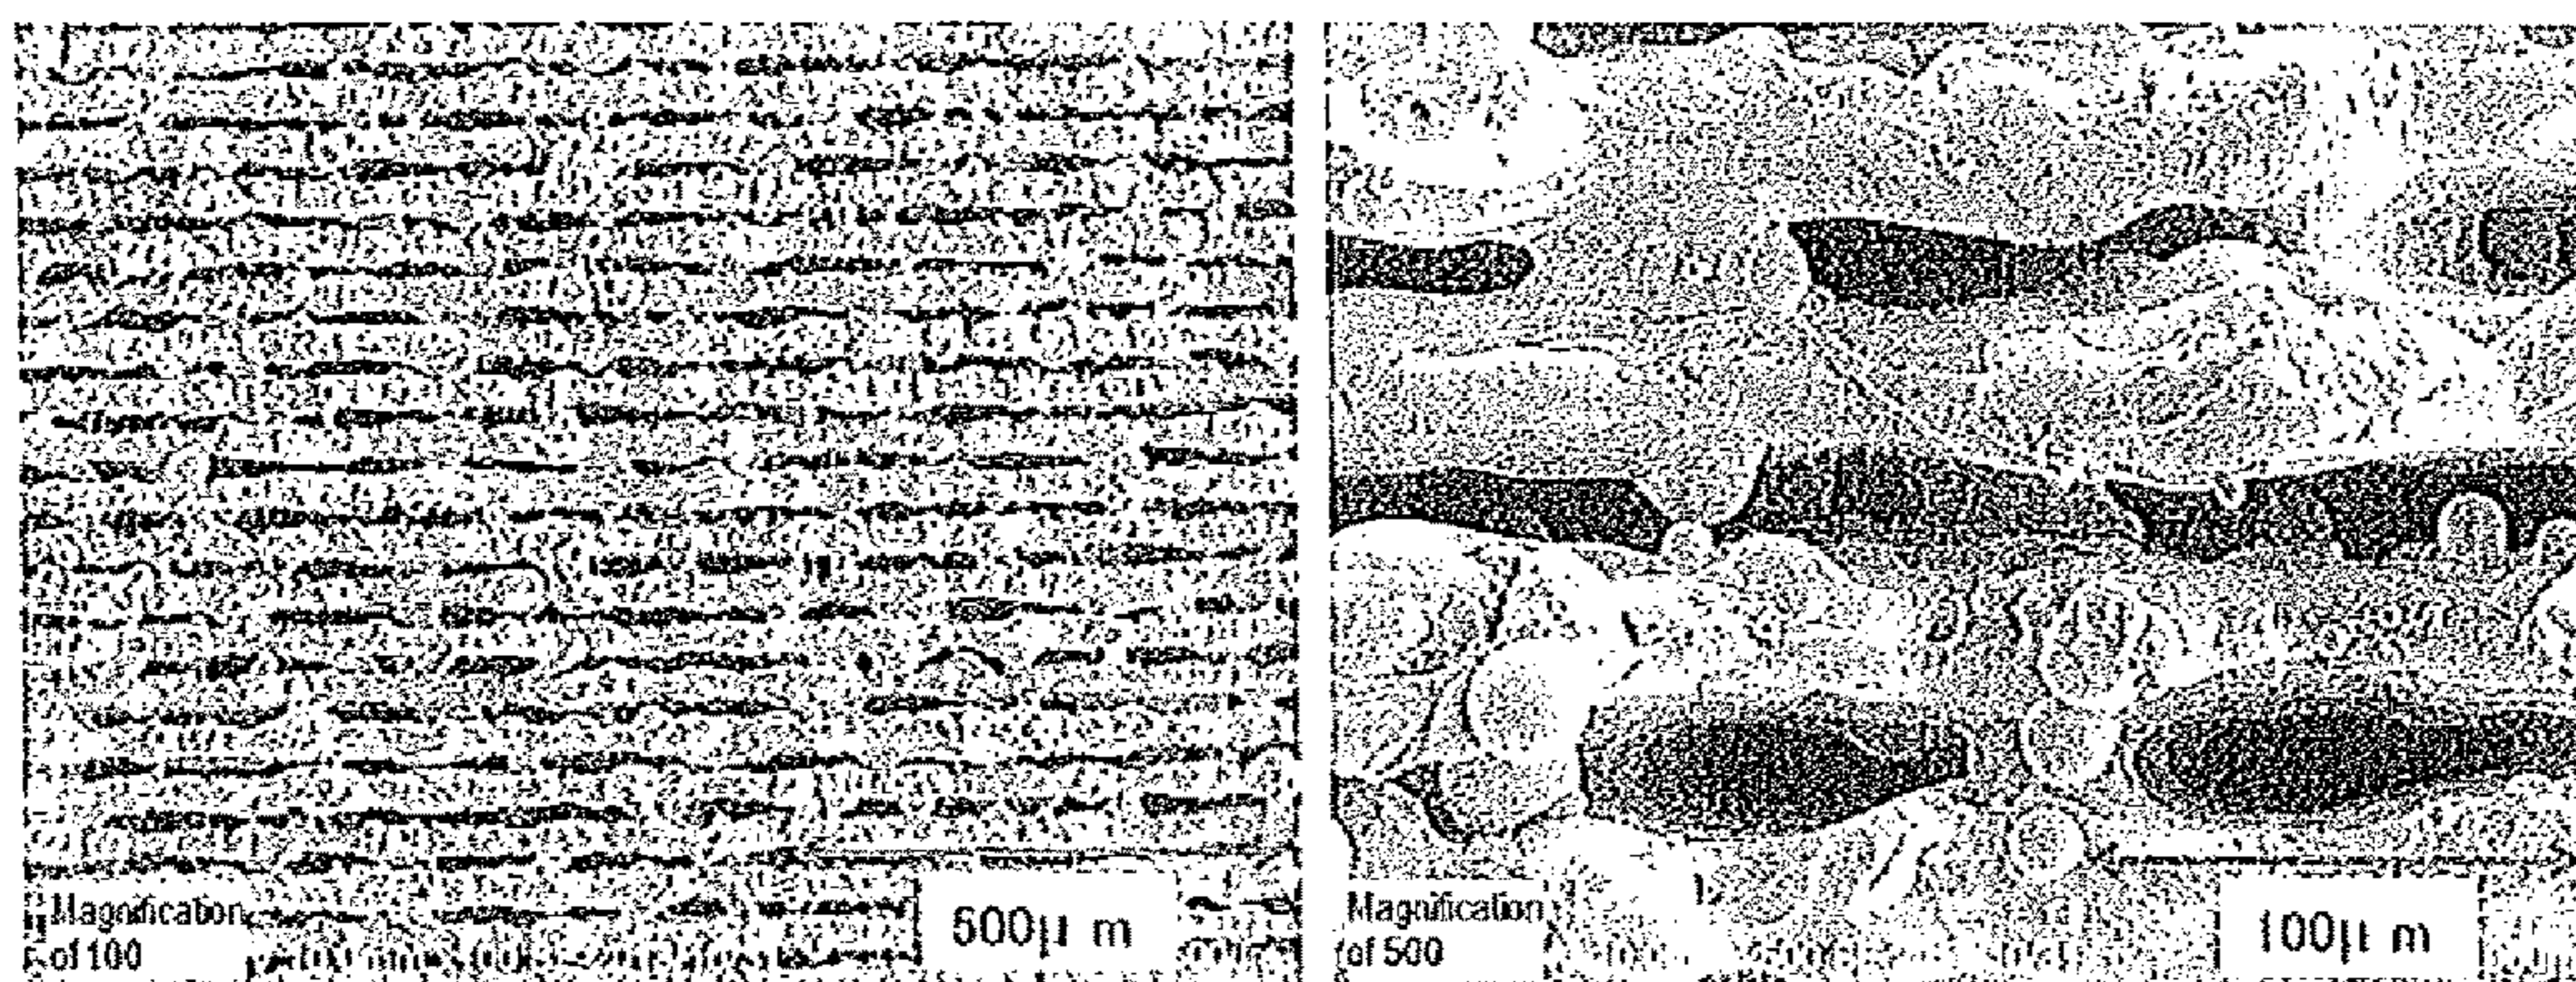 Magnification
of 100
500μ m
Magnification
of 500
100μ m